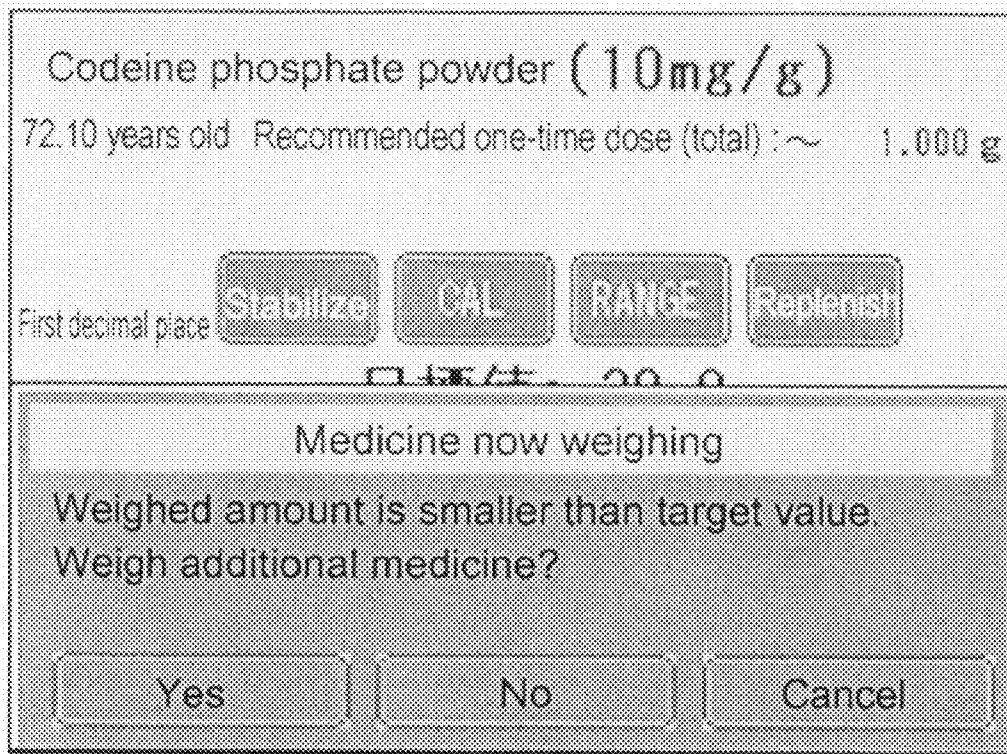 Codeine phosphate powder (10mg/g)
72.10 years old Recommended one-time dose (total) : ~ 1.000 g
First decimal place Stabilize CAL RANGE Replenish
Medicine now weighing
Weighed amount is smaller than target value.
Weigh additional medicine?
Yes No Cancel